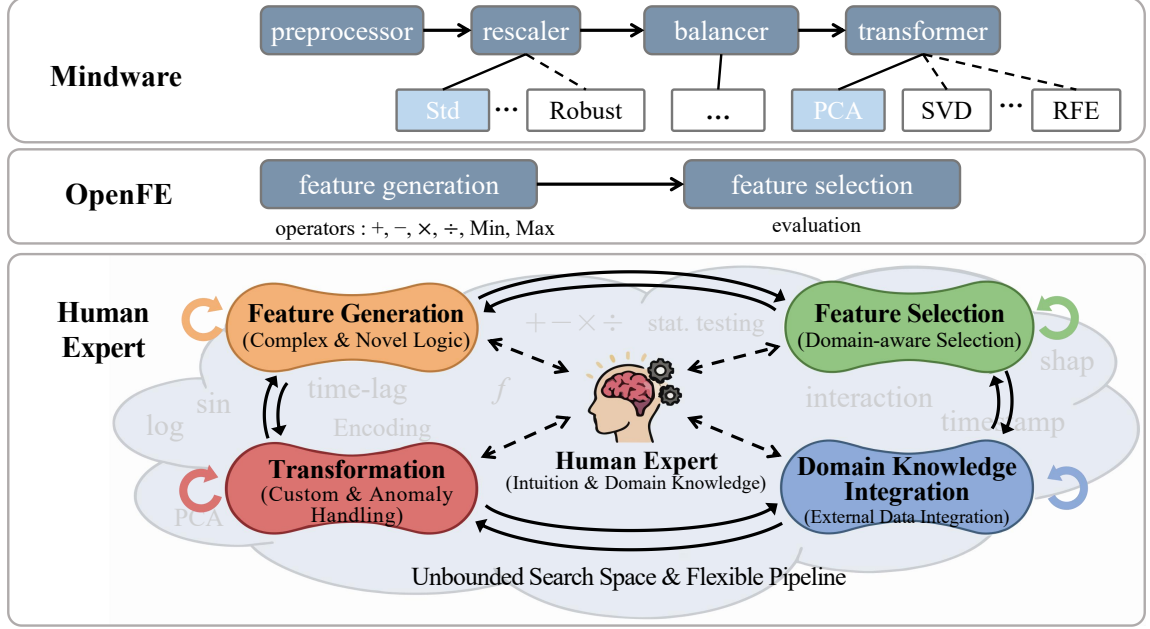 Mindware
preprocessor
rescaler
balancer
transformer
Std
...
Robust
...
PCA
SVD
...
RFE
OpenFE
feature generation
feature selection
operators : +, −, ×, ÷, Min, Max
evaluation
Human
Expert
Feature Generation
(Complex & Novel Logic)
+ − × ÷
stat. testing
Feature Selection
(Domain-aware Selection)
shap
time-lag
f
interaction
sin
log
Encoding
timestamp
Transformation
(Custom & Anomaly
Handling)
PCA
Human Expert
(Intuition & Domain Knowledge)
Domain Knowledge
Integration
(External Data Integration)
Unbounded Search Space & Flexible Pipeline